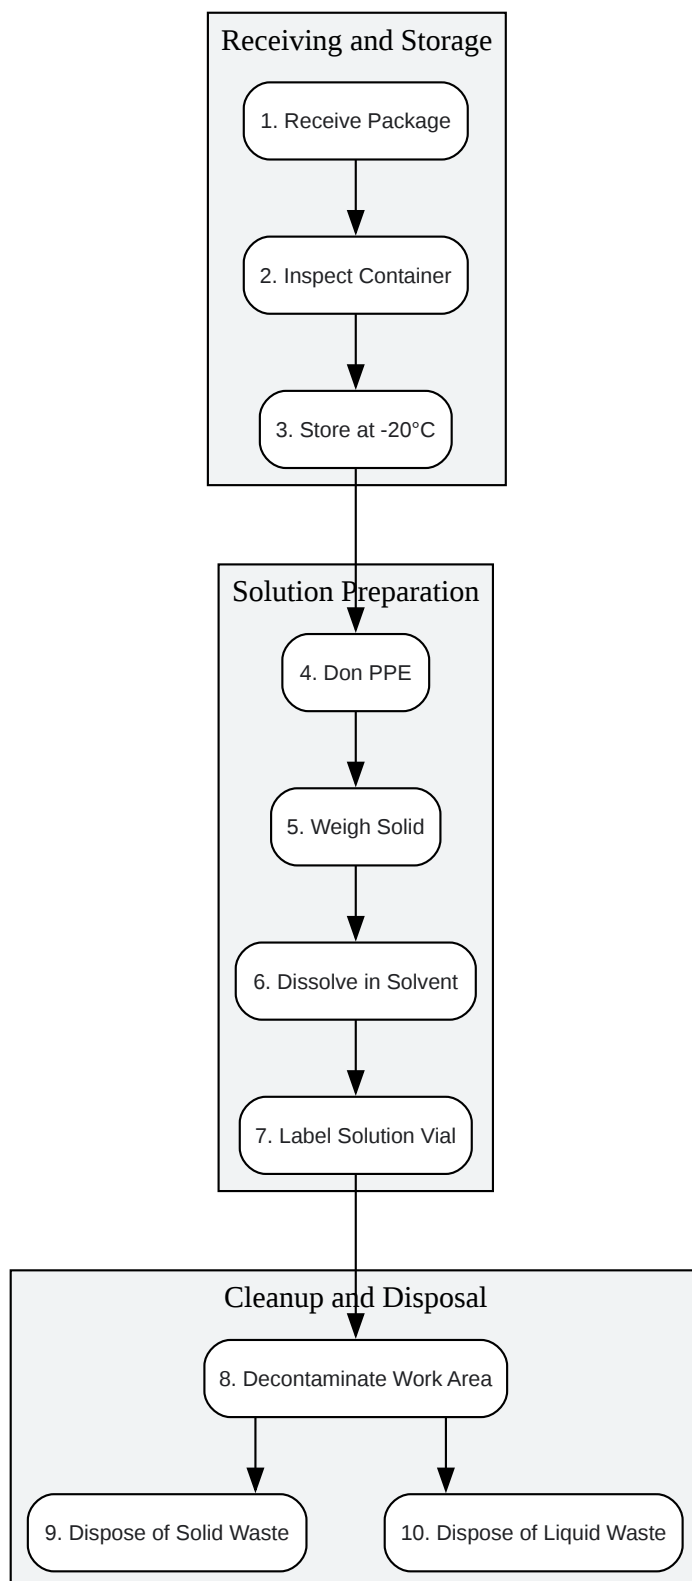 Receiving and Storage
1. Receive Package
2. Inspect Container
3. Store at -20°C
Solution Preparation
4. Don PPE
5. Weigh Solid
6. Dissolve in Solvent
7. Label Solution Vial
Cleanup and Disposal
8. Decontaminate Work Area
9. Dispose of Solid Waste
10. Dispose of Liquid Waste